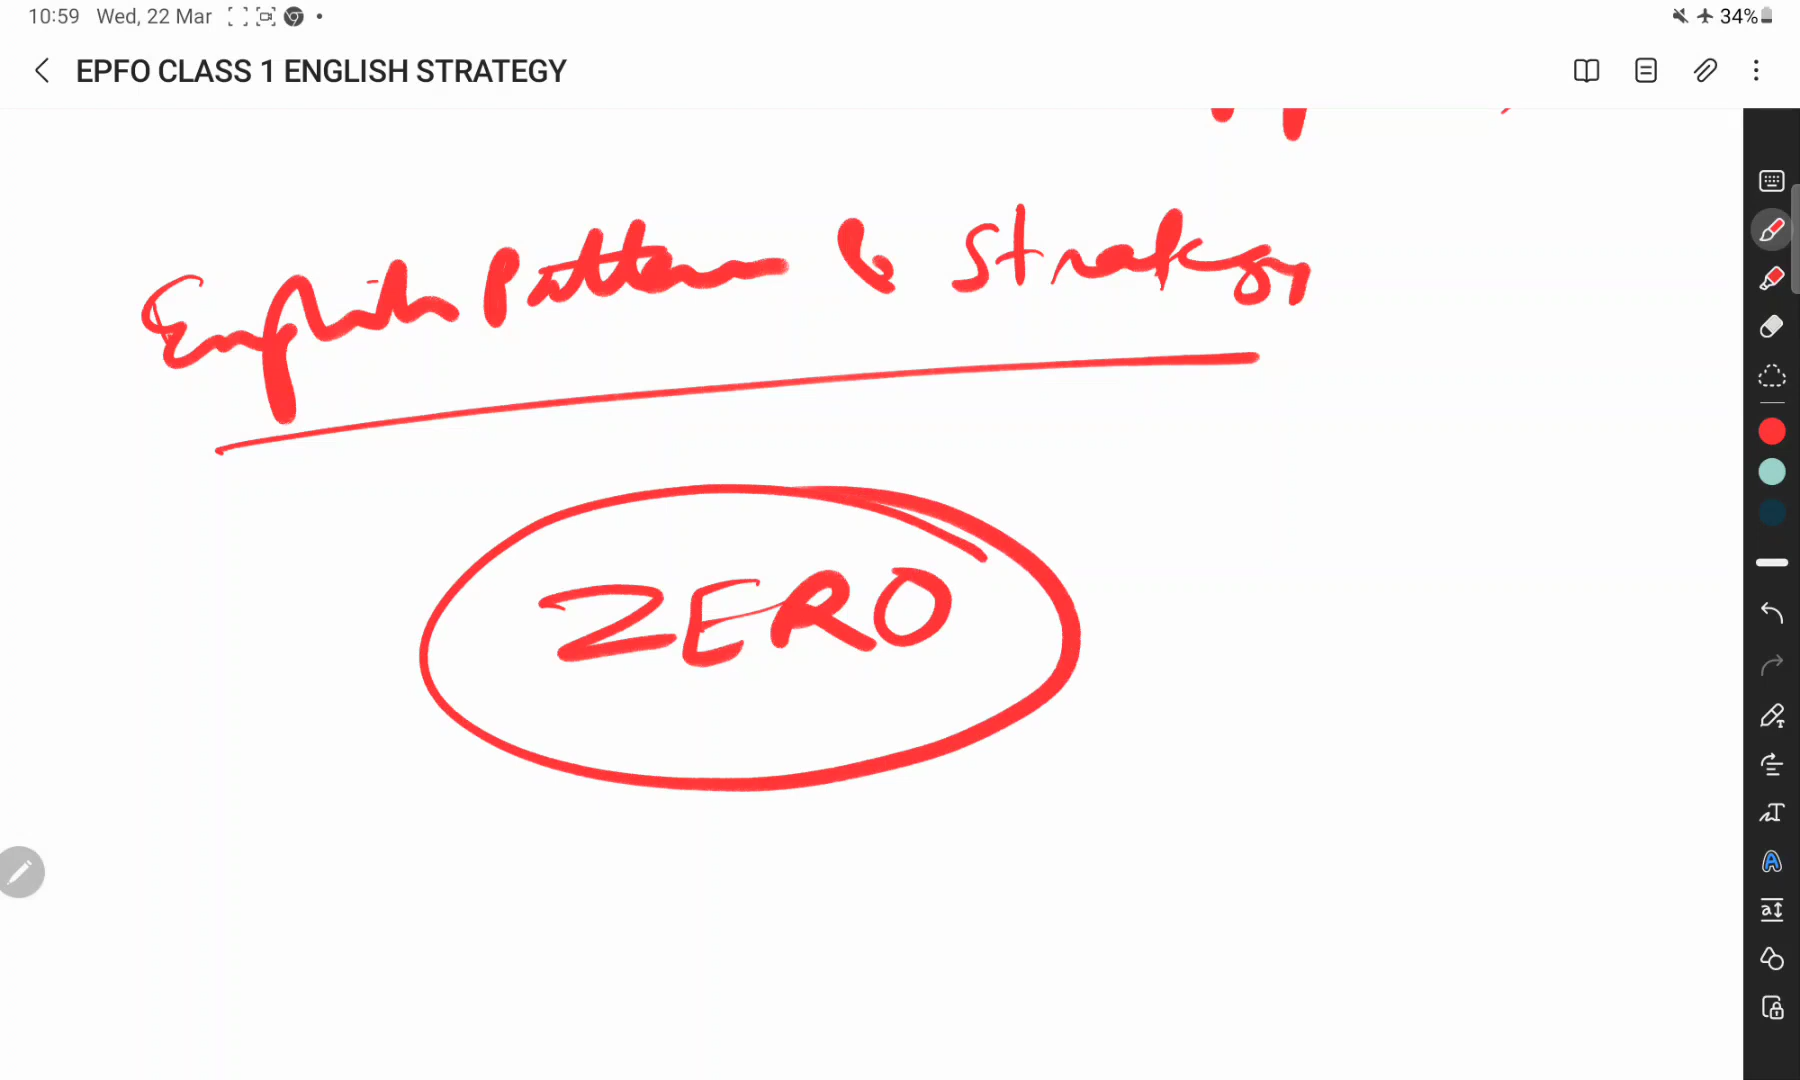 10:59 Wed, 22 Mar 34%
EPFO CLASS 1 ENGLISH STRATEGY
English Pattern & Strategy
ZERO